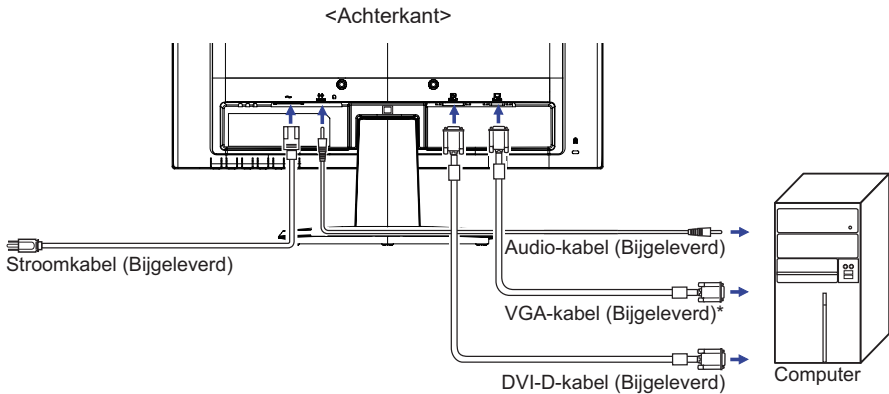 <Achterkant>
Audio-kabel (Bijgeleverd)
Stroomkabel (Bijgeleverd)
VGA-kabel (Bijgeleverd)*
Computer
DVI-D-kabel (Bijgeleverd)